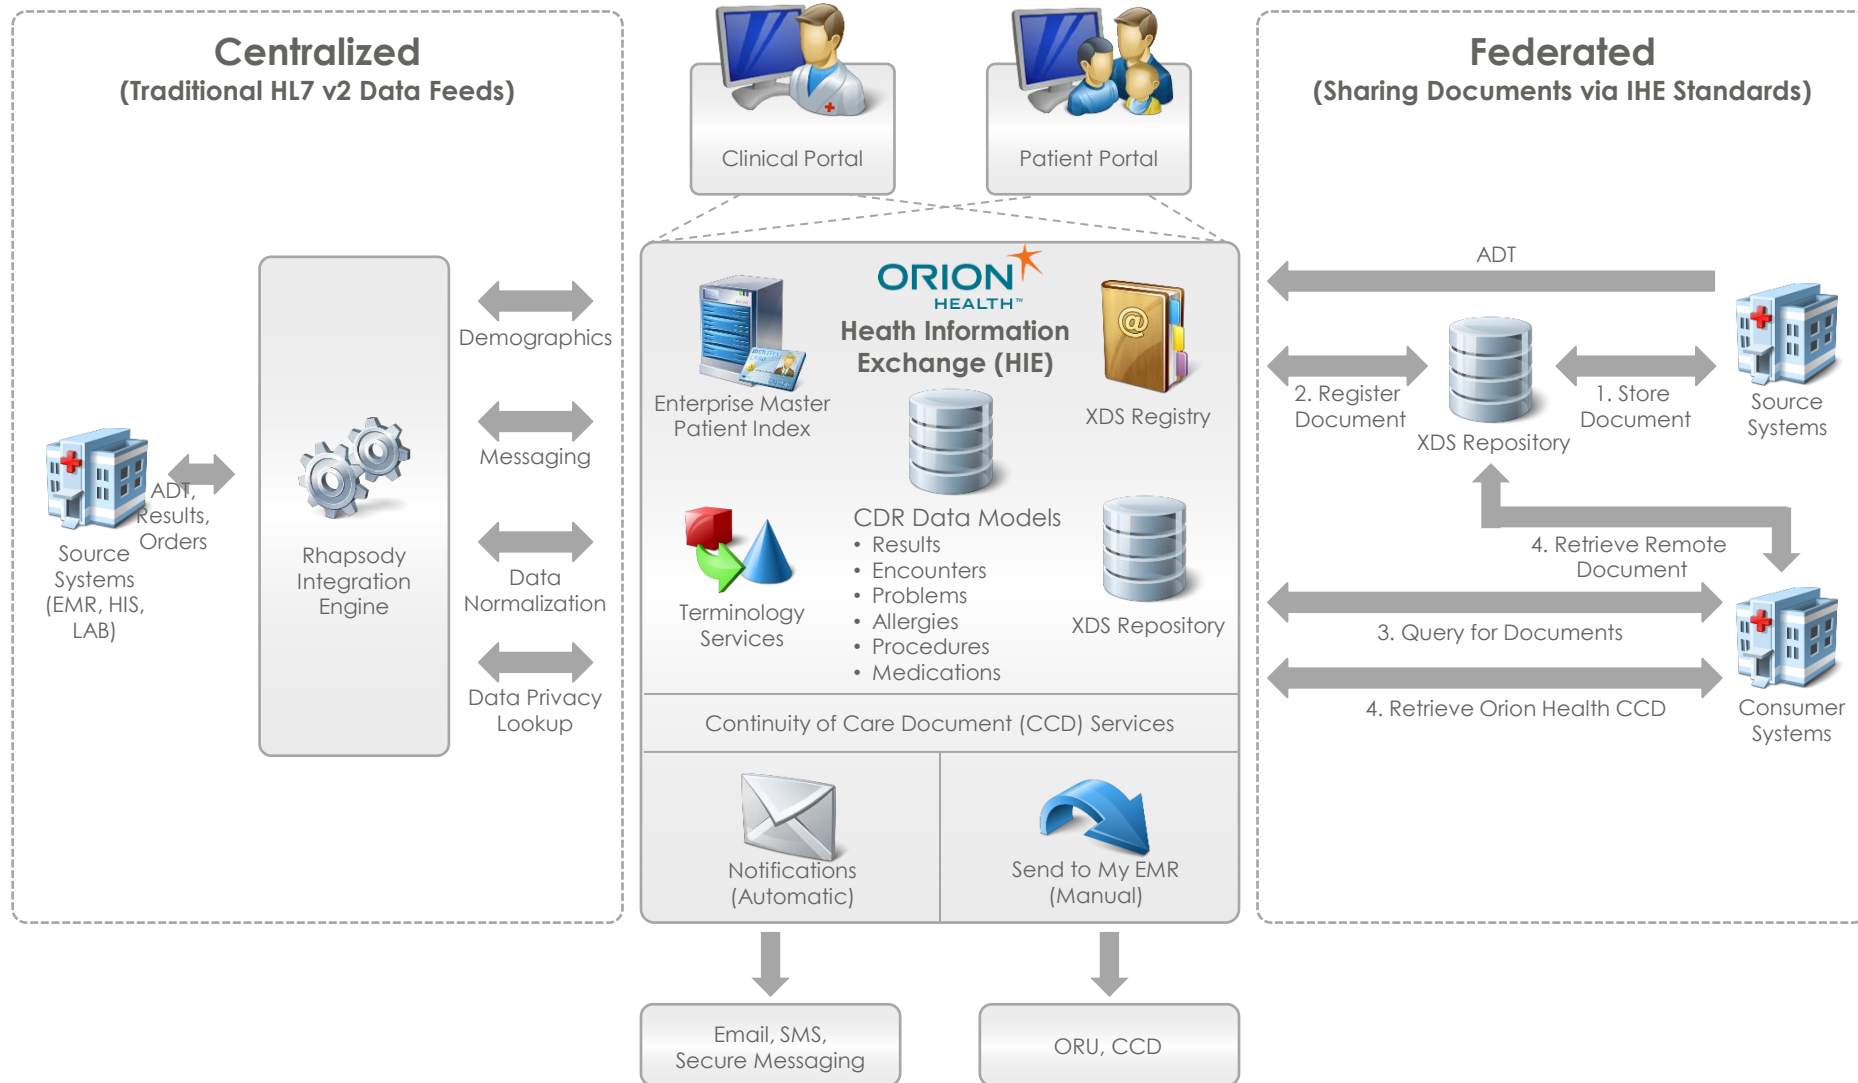 Centralized
(Traditional HL7 v2 Data Feeds)
Source
Systems
(EMR, HIS,
LAB)
ADT,
Results,
Orders
Rhapsody
Integration
Engine
Demographics
Messaging
Data
Normalization
Data Privacy
Lookup
Clinical Portal
Patient Portal
ORION
HEALTH™
Heath Information
Exchange (HIE)
Enterprise Master
Patient Index
XDS Registry
CDR Data Models
• Results
• Encounters
• Problems
• Allergies
• Procedures
• Medications
Terminology
Services
XDS Repository
Continuity of Care Document (CCD) Services
Notifications
(Automatic)
Send to My EMR
(Manual)
Email, SMS,
Secure Messaging
ORU, CCD
Federated
(Sharing Documents via IHE Standards)
ADT
2. Register
Document
XDS Repository
1. Store
Document
Source
Systems
4. Retrieve Remote
Document
3. Query for Documents
4. Retrieve Orion Health CCD
Consumer
Systems
@